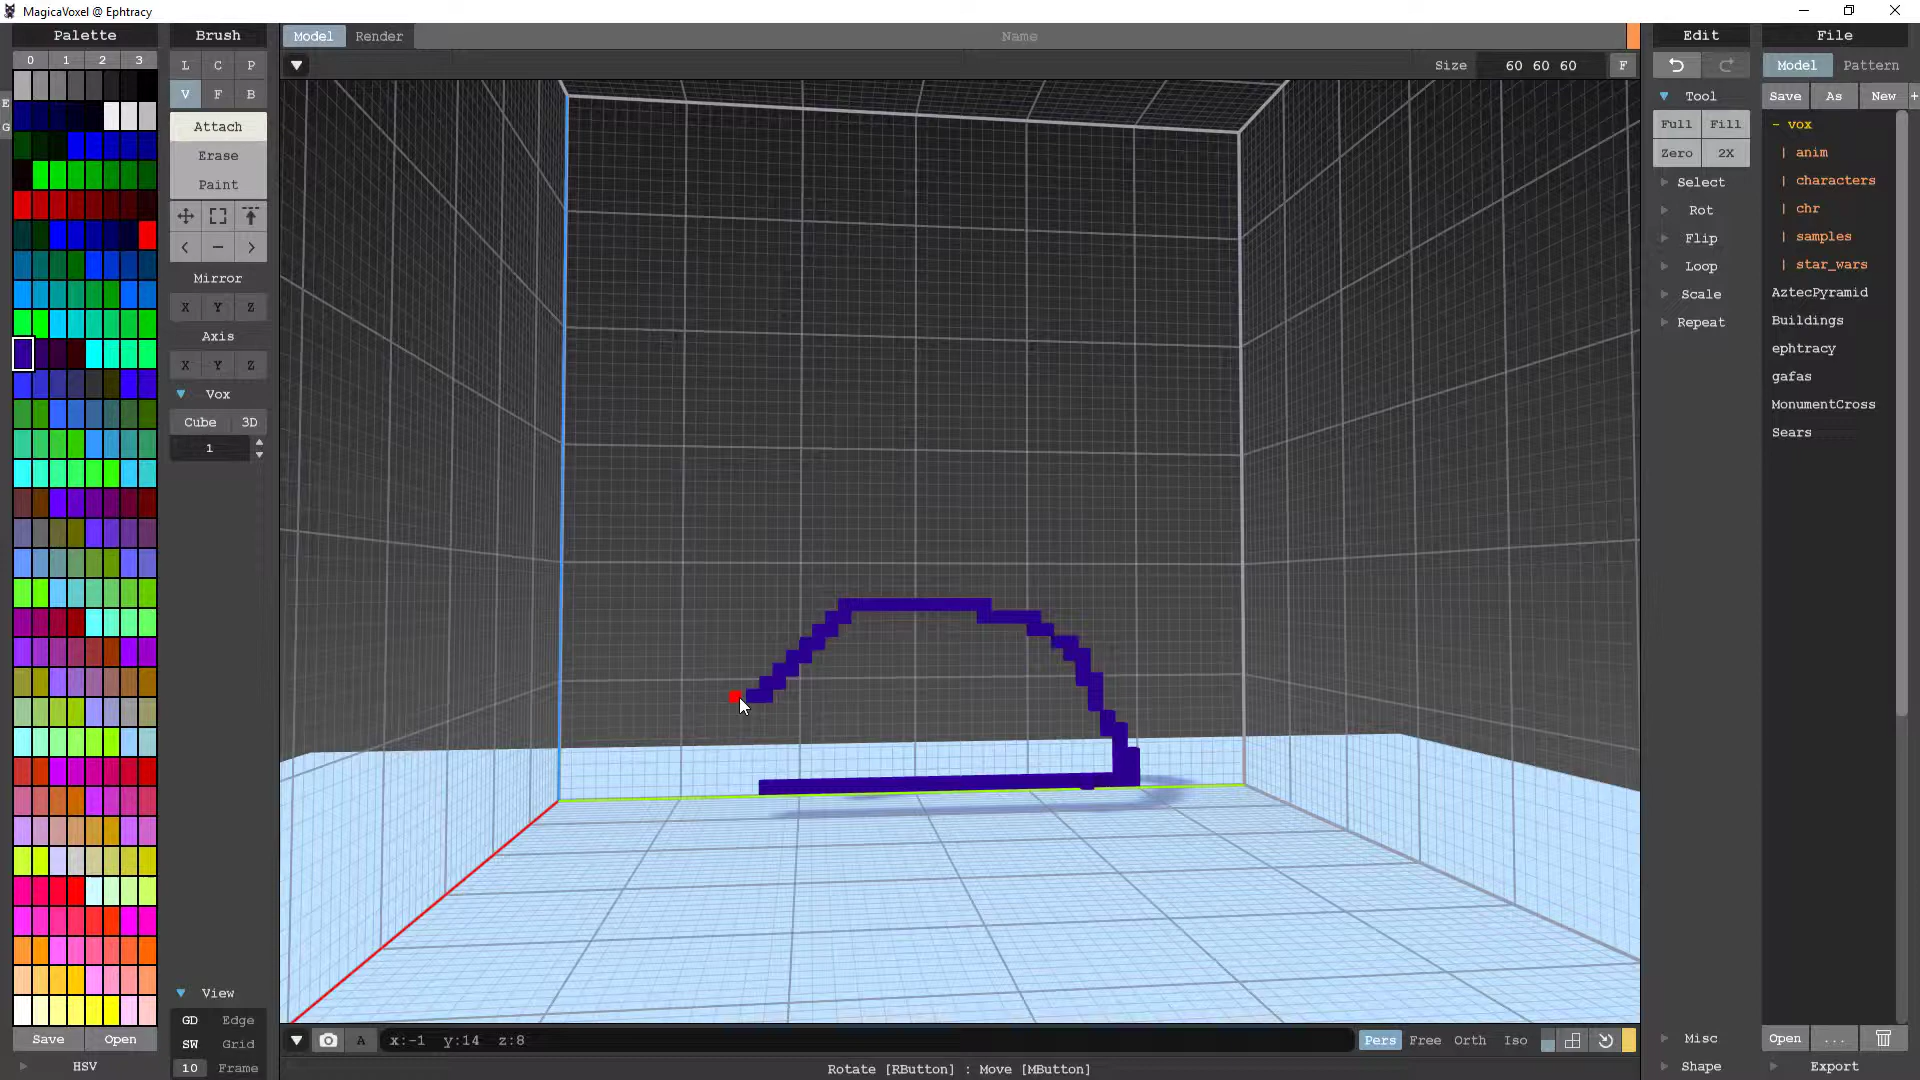 MagicaVoxel @ Ephtracy
Palette
Brush
Model Render
Name
Edit
File
0 1 2 3
L C P
Size 60 60 60 F
Model Pattern
E
V F B
Tool
Save As New +
G
Attach
Full Fill
- vox
Erase
Zero 2X
| anim
Paint
Select
| characters
Rot
| chr
< - >
Flip
| samples
Mirror
Loop
| star_wars
X Y Z
Scale
AztecPyramid
Axis
Repeat
Buildings
X Y Z
ephtracy
Vox
gafas
Cube 3D
MonumentCross
1
Sears
View
GD Edge
Save Open
SW Grid
A x:-1 y:14 z:8
Pers Free Orth Iso
Misc
Open ...
HSV
10 Frame
Rotate [RButton] : Move [MButton]
Shape
Export